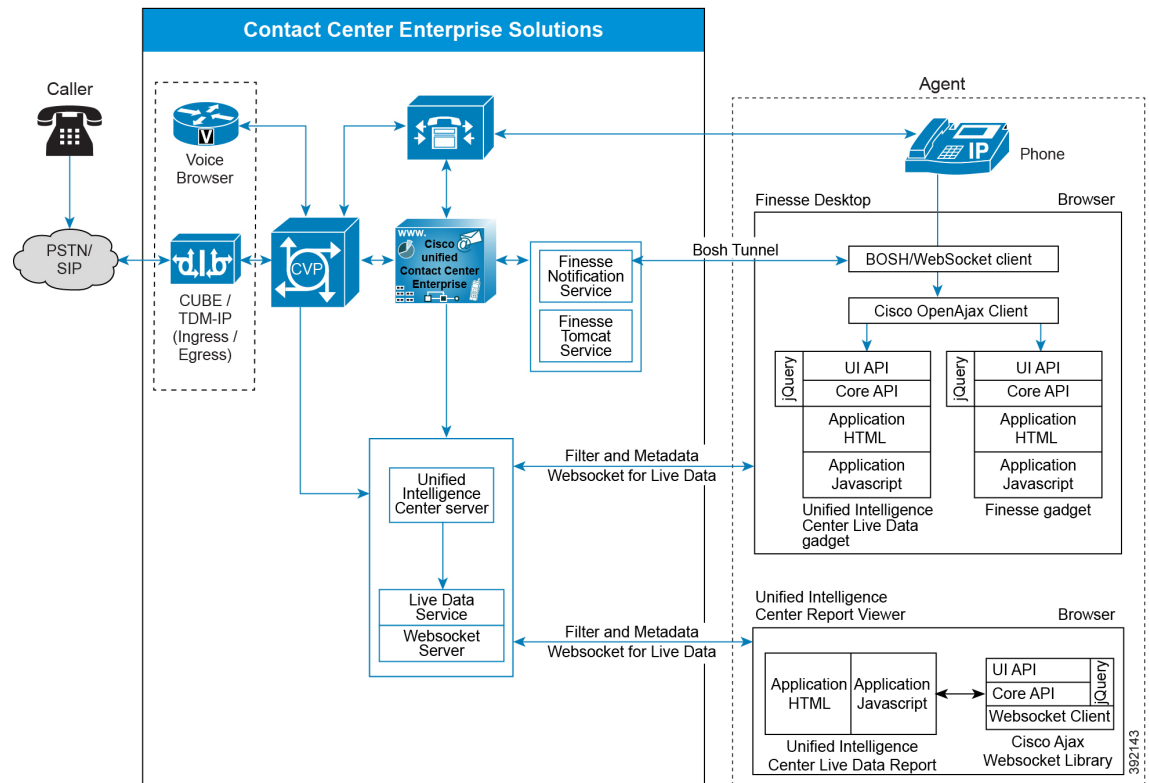 Contact Center Enterprise Solutions
Caller
Agent
V
Voice
Browser
IP
Phone
Finesse Desktop
Browser
PSTN/
SIP
CUBE /
TDM-IP
(Ingress /
Egress)
CVP
www.
Cisco
unified
Contact Center
Enterprise
Finesse
Notification
Service
Finesse
Tomcat
Service
Bosh Tunnel
BOSH/WebSocket client
Cisco OpenAjax Client
jQuery
UI API
Core API
Application
HTML
Application
Javascript
Unified Intelligence
Center Live Data
gadget
jQuery
UI API
Core API
Application
HTML
Application
Javascript
Finesse gadget
Filter and Metadata
Websocket for Live Data
Unified
Intelligence
Center server
Live Data
Service
Websocket
Server
Filter and Metadata
Websocket for Live Data
Unified Intelligence
Center Report Viewer
Browser
Application
HTML
Application
Javascript
Unified Intelligence
Center Live Data Report
UI API
Core API
jQuery
Websocket Client
Cisco Ajax
Websocket Library
392143